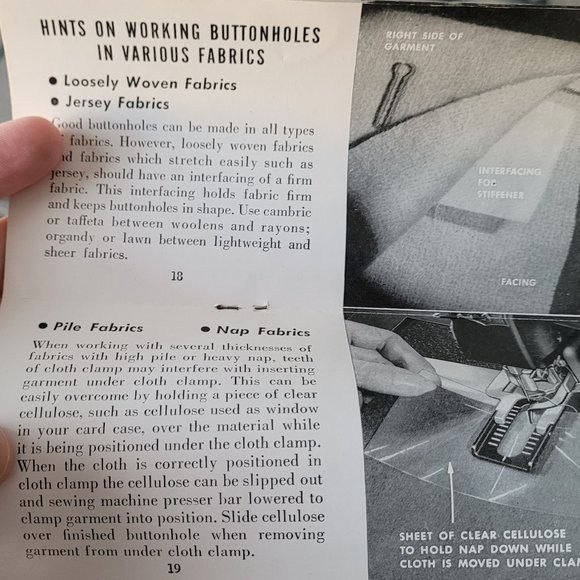 HINTS ON WORKING BUTTONHOLES
IN VARIOUS FABRICS
● Loosely Woven Fabrics
● Jersey Fabrics
Good buttonholes can be made in all types
of fabrics. However, loosely woven fabrics
and fabrics which stretch easily such as
jersey, should have an interfacing of a firm
fabric. This interfacing holds fabric firm
and keeps buttonholes in shape. Use cambric
or taffeta between woolens and rayons;
organdy or lawn between lightweight and
sheer fabrics.
18
RIGHT SIDE OF
GARMENT
INTERFACING
FOR
STIFFENER
FACING
● Pile Fabrics ● Nap Fabrics
When working with several thicknesses of
fabrics with high pile or heavy nap, teeth
of cloth clamp may interfere with inserting
garment under cloth clamp. This can be
easily overcome by holding a piece of clear
cellulose, such as cellulose used as window
in your card case, over the material while
it is being positioned under the cloth clamp.
When the cloth is correctly positioned in
cloth clamp the cellulose can be slipped out
and sewing machine presser bar lowered to
clamp garment into position. Slide cellulose
over finished buttonhole when removing
garment from under cloth clamp.
19
SHEET OF CLEAR CELLULOSE
TO HOLD NAP DOWN WHILE
CLOTH IS MOVED UNDER CLAM